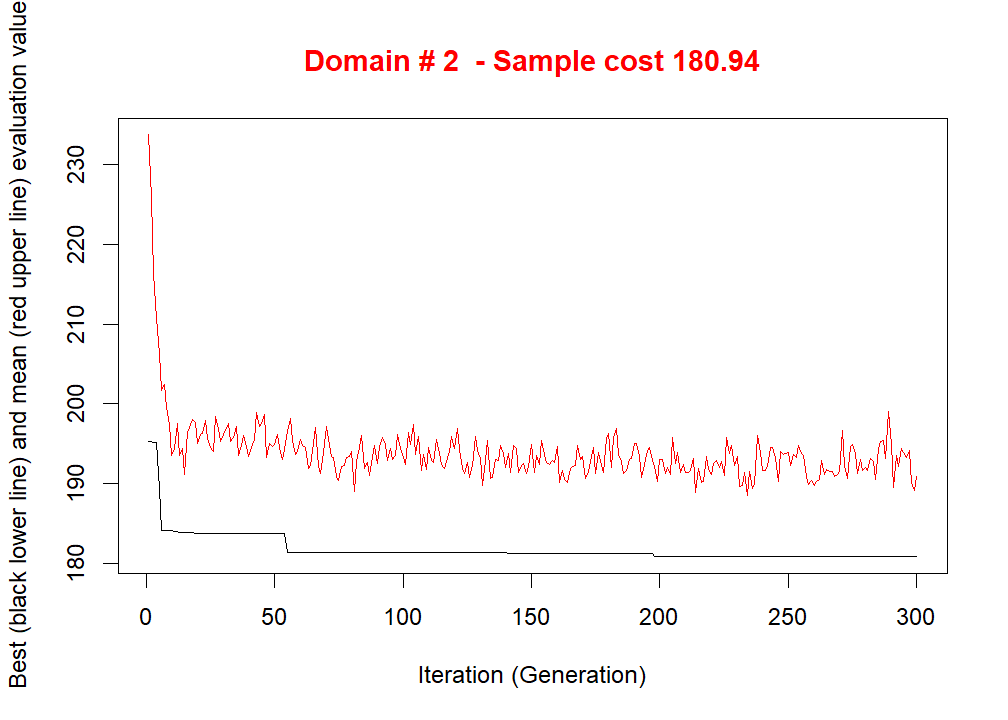 Domain # 2  - Sample cost 180.94
Best (black lower line) and mean (red upper line) evaluation value
230
220
210
200
190
180
0 50 100 150 200 250 300
Iteration (Generation)